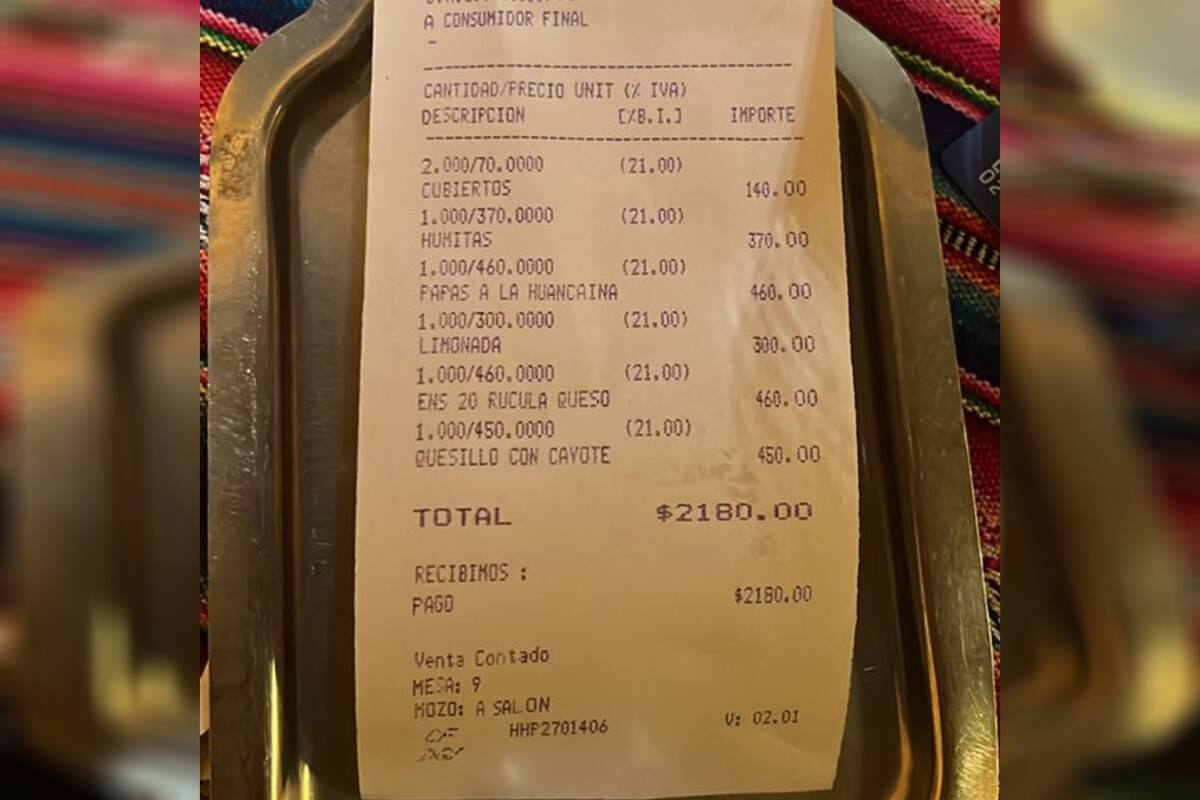 A CONSUMIDOR FINAL
-
CANTIDAD/PRECIO UNIT (% IVA)
DESCRIPCION [%B.I.] IMPORTE
2.000/70.0000 (21.00)
CUBIERTOS 140.00
1.000/370.0000 (21.00)
HUMITAS 370.00
1.000/460.0000 (21.00)
PAPAS A LA HUANCAINA 460.00
1.000/300.0000 (21.00)
LIMONADA 300.00
1.000/460.0000 (21.00)
ENS 20 RUCULA QUESO 460.00
1.000/450.0000 (21.00)
QUESILLO CON CAYOTE 450.00
TOTAL $2180.00
RECIBIMOS :
PAGO $2180.00
Venta Contado
MESA: 9
MOZO: A SALON
HHP2701406 V: 02.01